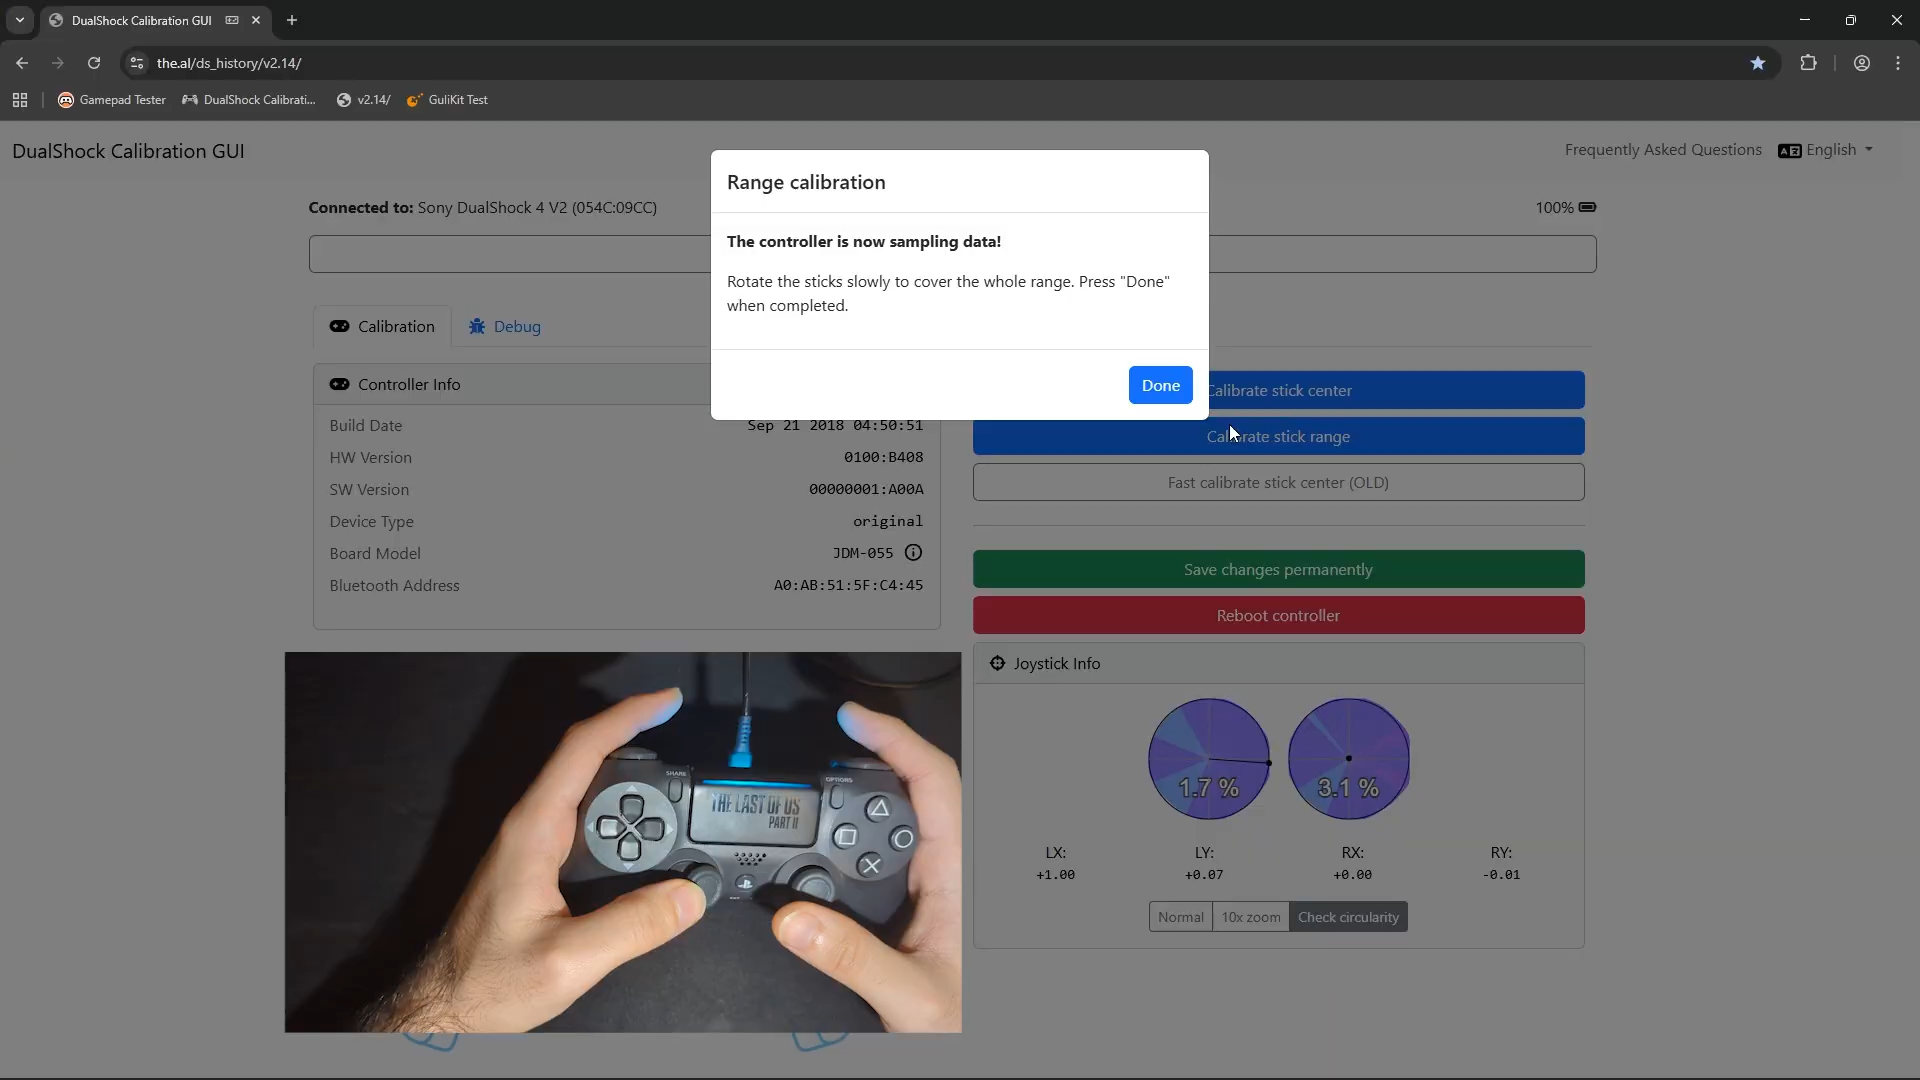 DualShock Calibration GUI
the.al/ds_history/v2.14/
Gamepad Tester
DualShock Calibrati...
v2.14/
GuliKit Test
DualShock Calibration GUI
Frequently Asked Questions
English
Connected to: Sony DualShock 4 V2 (054C:09CC)
100%
Range calibration
The controller is now sampling data!
Rotate the sticks slowly to cover the whole range. Press "Done"
when completed.
Done
Calibration
Debug
Controller Info
Build Date
Sep 21 2018 04:50:51
HW Version
0100:B408
SW Version
00000001:A00A
Device Type
original
Board Model
JDM-055
Bluetooth Address
A0:AB:51:5F:C4:45
Calibrate stick center
Calibrate stick range
Fast calibrate stick center (OLD)
Save changes permanently
Reboot controller
Joystick Info
1.7 %
3.1 %
LX:
+1.00
LY:
+0.07
RX:
+0.00
RY:
-0.01
Normal
10x zoom
Check circularity
SHARE
OPTIONS
THE LAST OF US
PART II